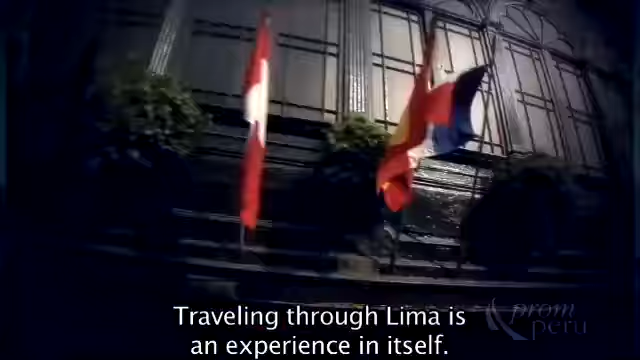 Traveling through Lima is
an experience in itself.
prom
peru